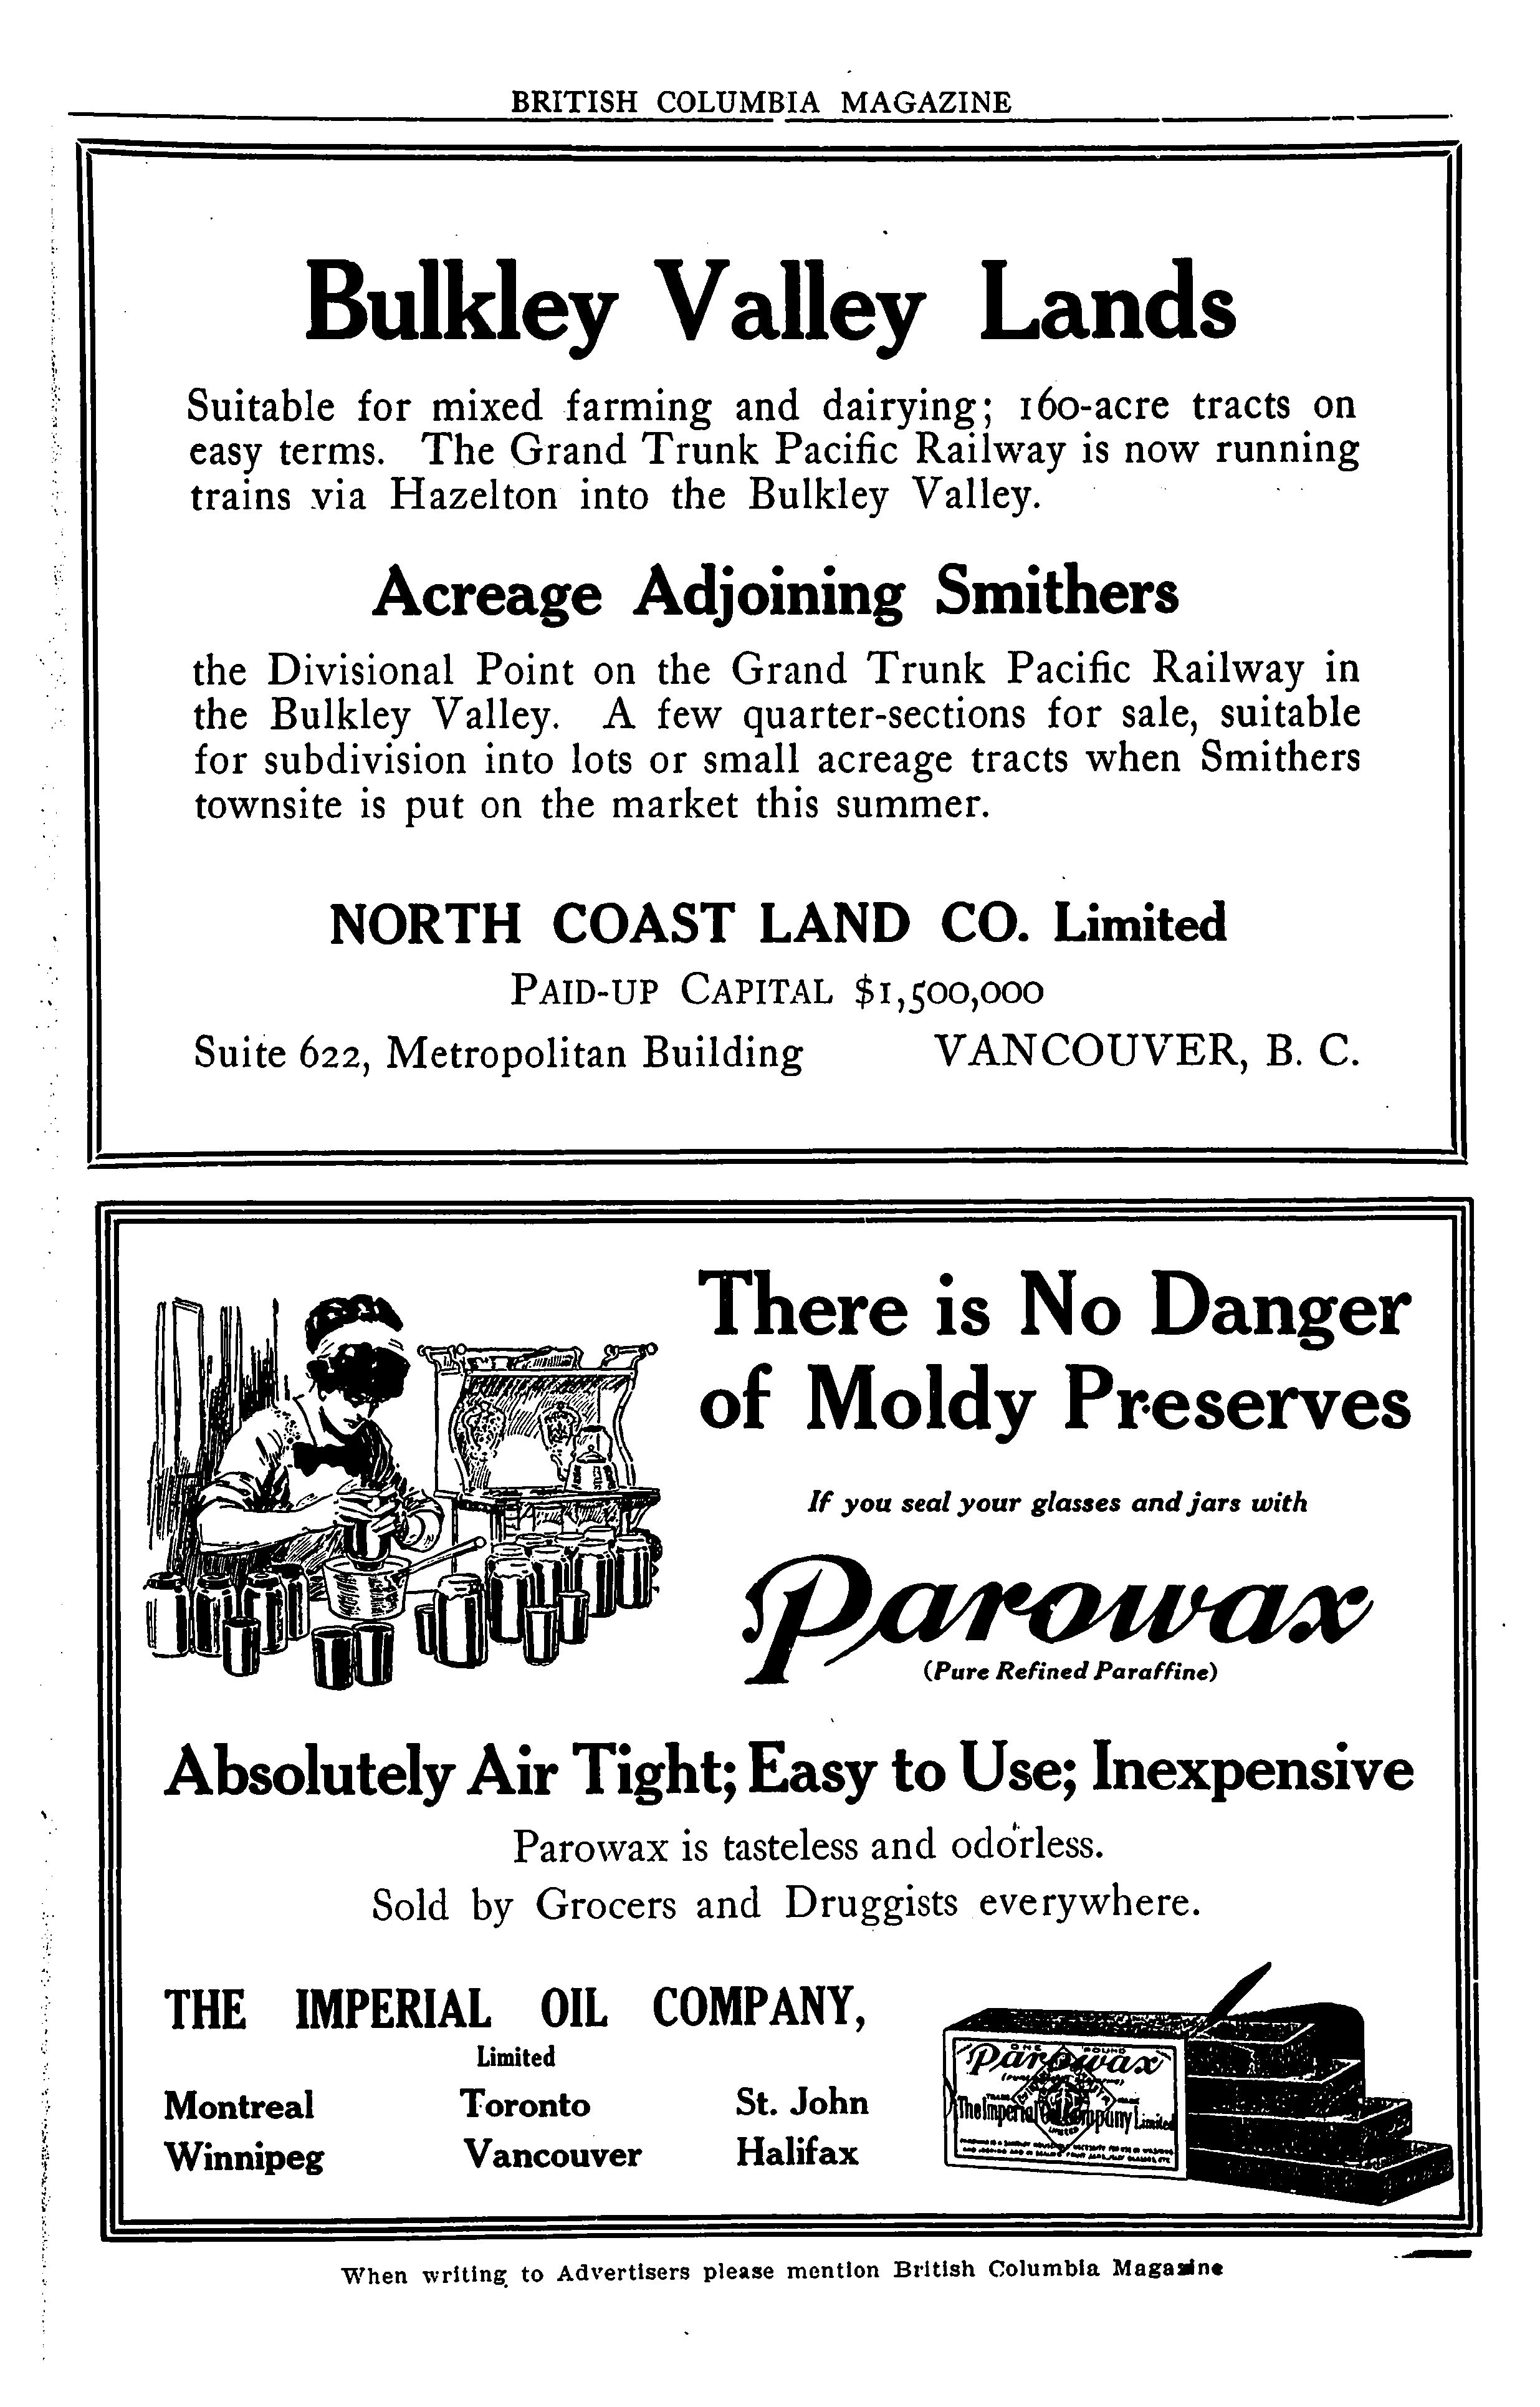 BRITISH COLUMBIA MAGAZINE
Bulkley Valley Lands
Suitable for mixed farming and dairying; 160-acre tracts on
easy terms. The Grand Trunk Pacific Railway is now running
trains via Hazelton into the Bulkley Valley.
Acreage Adjoining Smithers
the Divisional Point on the Grand Trunk Pacific Railway in
the Bulkley Valley. A few quarter-sections for sale, suitable
for subdivision into lots or small acreage tracts when Smithers
townsite is put on the market this summer.
NORTH COAST LAND CO. Limited
PAID-UP CAPITAL $1,500,000
Suite 622, Metropolitan Building VANCOUVER, B. C.
There is No Danger
of Moldy Preserves
If you seal your glasses and jars with
Parowax
(Pure Refined Paraffine)
Absolutely Air Tight; Easy to Use; Inexpensive
Parowax is tasteless and odorless.
Sold by Grocers and Druggists everywhere.
THE IMPERIAL OIL COMPANY,
Limited
Montreal Toronto St. John
Winnipeg Vancouver Halifax
ONE POUND
Parowax
The Imperial Oil Company Limited
LIMITED
When writing to Advertisers please mention British Columbia Magazine